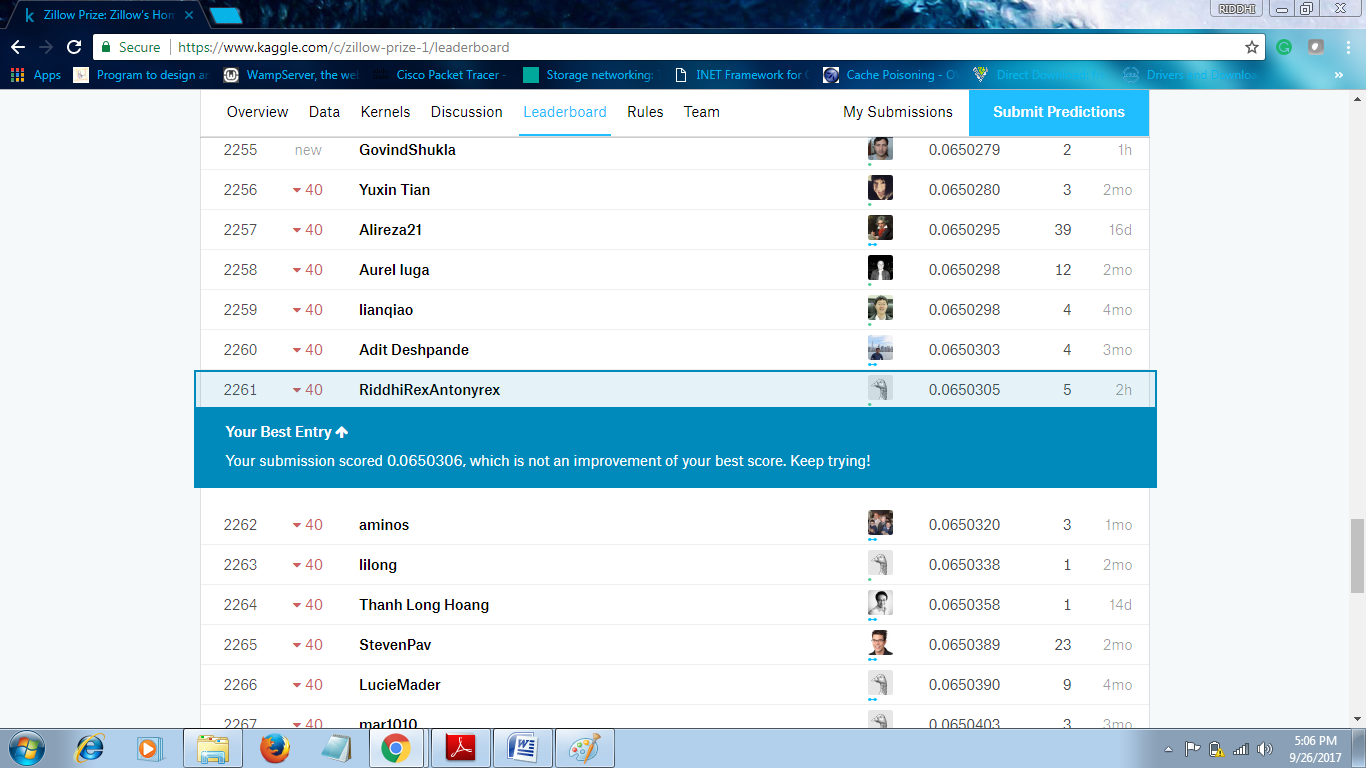 Zillow Prize: Zillow's Hom
RIDDHI
Secure https://www.kaggle.com/c/zillow-prize-1/leaderboard
Apps Program to design a WampServer, the we Cisco Packet Tracer - Storage networking: INET Framework for Cache Poisoning - O Direct Download Drivers and Downloa »
Overview Data Kernels Discussion Leaderboard Rules Team My Submissions Submit Predictions
2255 new GovindShukla 0.0650279 2 1h
2256 40 Yuxin Tian 0.0650280 3 2mo
2257 40 Alireza21 0.0650295 39 16d
2258 40 Aurel Iuga 0.0650298 12 2mo
2259 40 lianqiao 0.0650298 4 4mo
2260 40 Adit Deshpande 0.0650303 4 3mo
2261 40 RiddhiRexAntonyrex 0.0650305 5 2h
Your Best Entry
Your submission scored 0.0650306, which is not an improvement of your best score. Keep trying!
2262 40 aminos 0.0650320 3 1mo
2263 40 lilong 0.0650338 1 2mo
2264 40 Thanh Long Hoang 0.0650358 1 14d
2265 40 StevenPav 0.0650389 23 2mo
2266 40 LucieMader 0.0650390 9 4mo
2267 40 mar1010 0.0650403 3 3mo
5:06 PM
9/26/2017